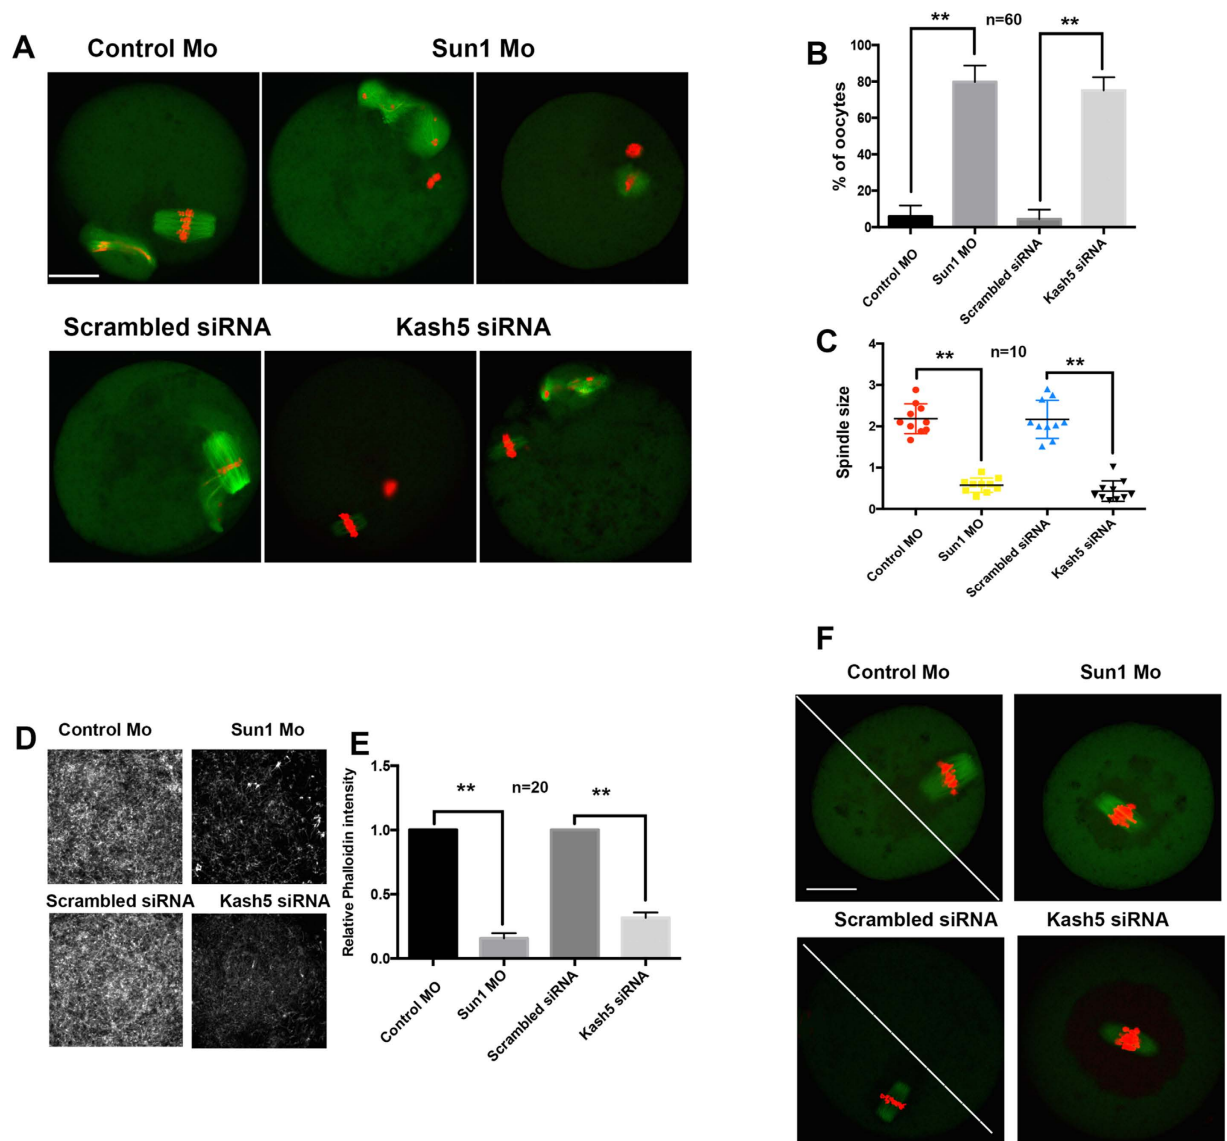 A
Control Mo
Sun1 Mo
Scrambled siRNA
Kash5 siRNA
B
** n=60 **
% of oocytes
100
80
60
40
20
0
Control MO
Sun1 MO
Scrambled siRNA
Kash5 siRNA
C
** n=10 **
Spindle size
4
3
2
1
0
Control MO
Sun1 MO
Scrambled siRNA
Kash5 siRNA
D
Control Mo
Sun1 Mo
Scrambled siRNA
Kash5 siRNA
E
** n=20 **
Relative Phalloidin intensity
1.5
1.0
0.5
0.0
Control MO
Sun1 MO
Scrambled siRNA
Kash5 siRNA
F
Control Mo
Sun1 Mo
Scrambled siRNA
Kash5 siRNA